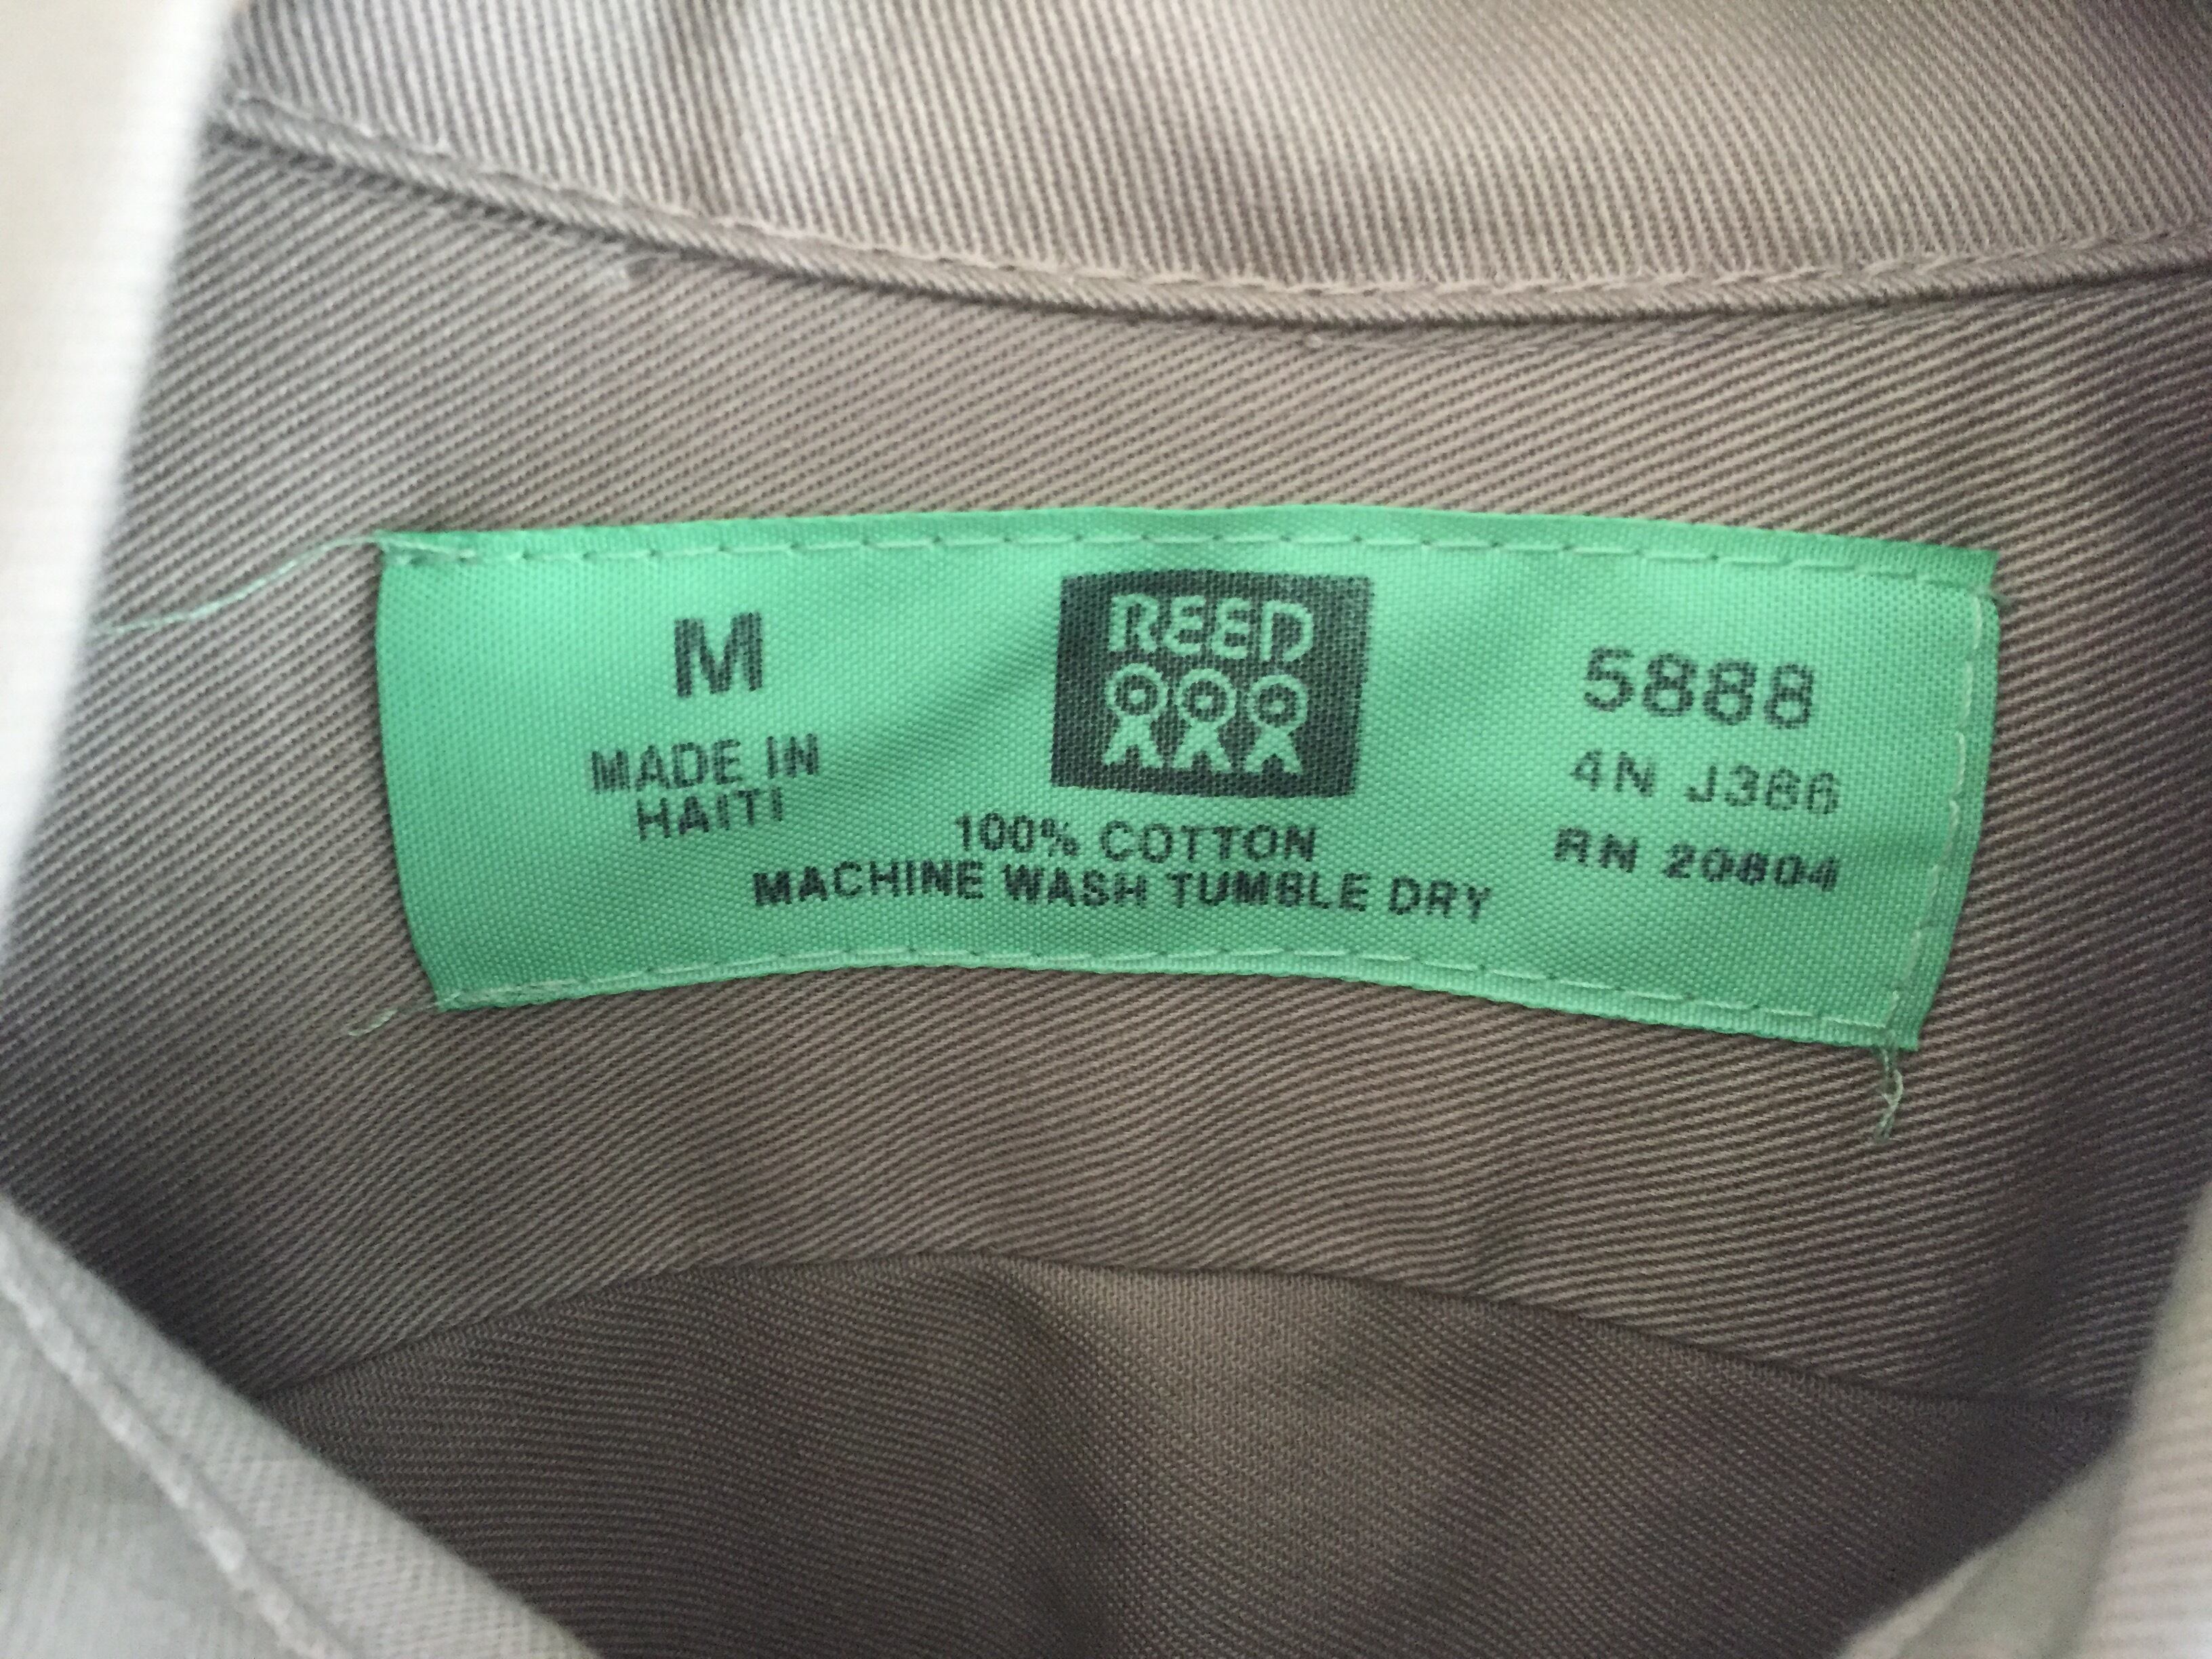 M
MADE IN
HAITI
REED
100% COTTON
MACHINE WASH TUMBLE DRY
5888
4N J366
RN 20804